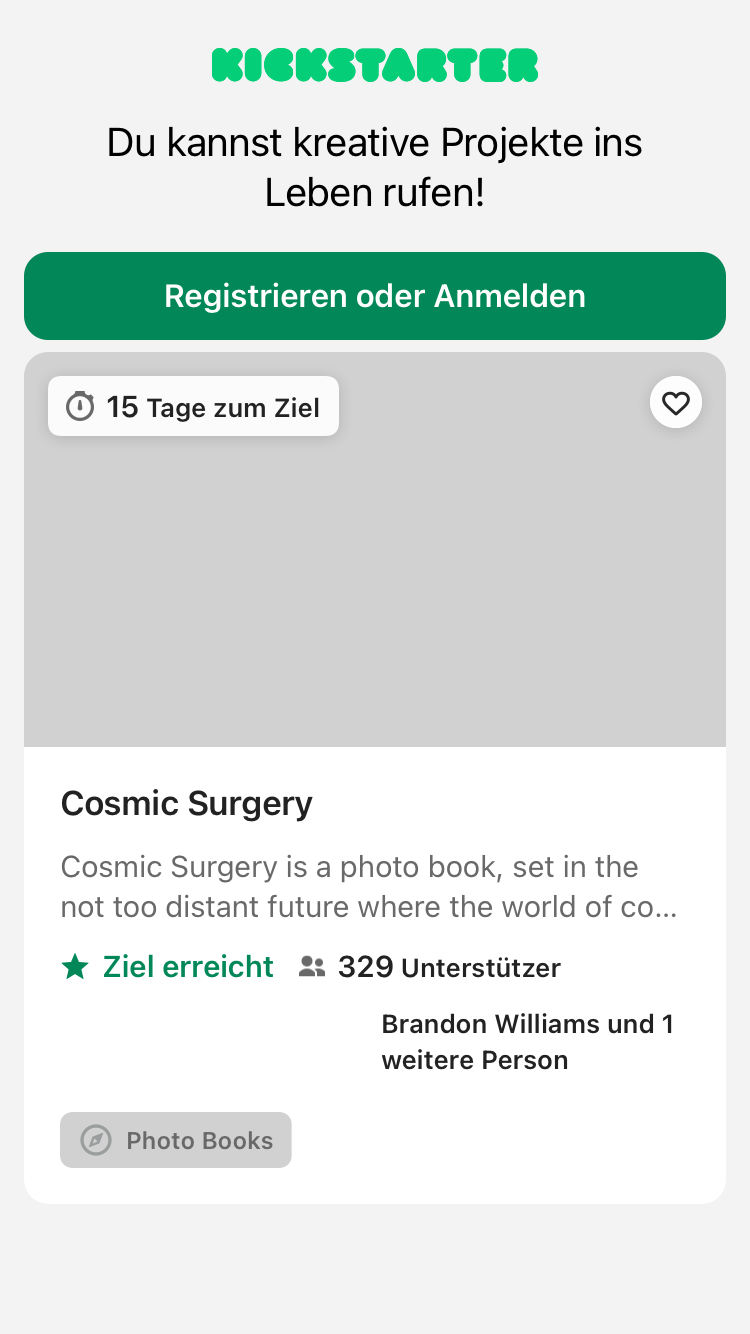 KICKSTARTER
Du kannst kreative Projekte ins
Leben rufen!
Registrieren oder Anmelden
15 Tage zum Ziel
Cosmic Surgery
Cosmic Surgery is a photo book, set in the
not too distant future where the world of co...
Ziel erreicht 329 Unterstützer
Brandon Williams und 1
weitere Person
Photo Books